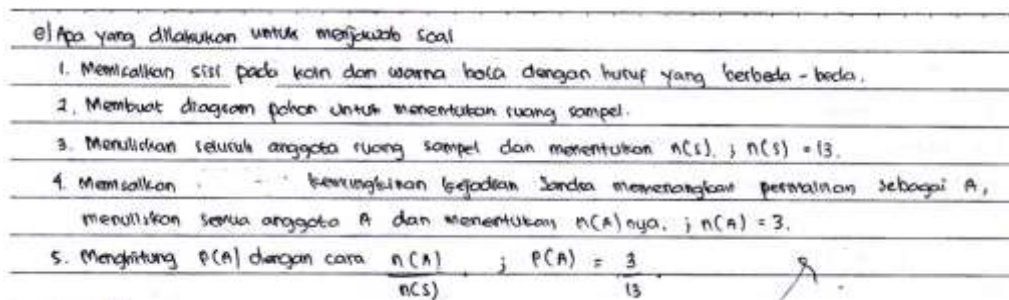 e) Apa yang dilakukan untuk menjawab soal
1. Memisalkan sisi pada koin dan warna bola dengan huruf yang berbeda-beda.
2. Membuat diagram pohon untuk menentukan ruang sampel.
3. Menuliskan seluruh anggota ruang sampel dan menentukan n(S). ; n(S) = 13.
4. Memisalkan kemungkinan kejadian Sandra memenangkan permainan sebagai A,
menuliskan semua anggota A dan menentukan n(A) nya. ; n(A) = 3.
5. Menghitung P(A) dengan cara n(A)/n(S) ; P(A) = 3/13